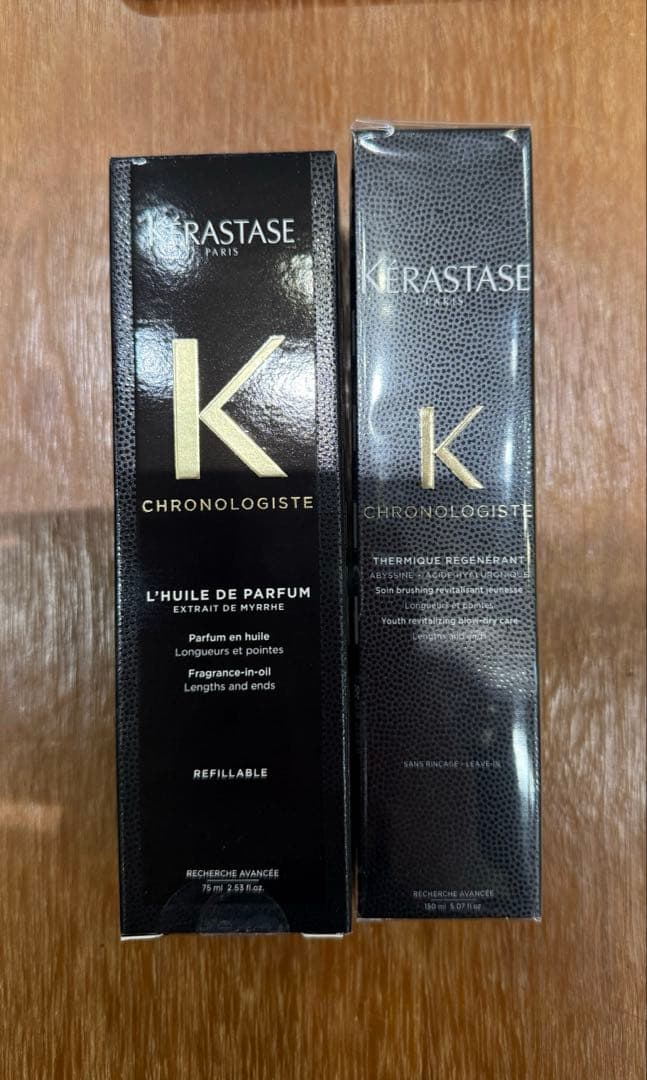 KÉRASTASE
PARIS
K
CHRONOLOGISTE
L'HUILE DE PARFUM
EXTRAIT DE MYRRHE
Parfum en huile
Longueurs et pointes
Fragrance-in-oil
Lengths and ends
REFILLABLE
RECHERCHE AVANCÉE
75 ml 2.53 fl.oz.
KÉRASTASE
PARIS
K
CHRONOLOGISTE
THERMIQUE RÉGÉNÉRANT
ABYSSINE + ACIDE HYALURONIQUE
Soin brushing revitalisant jeunesse
Longueurs et pointes
Youth revitalizing blow-dry care
Lengths and ends
SANS RINÇAGE - LEAVE-IN
RECHERCHE AVANCÉE
150 ml 5.07 fl.oz.